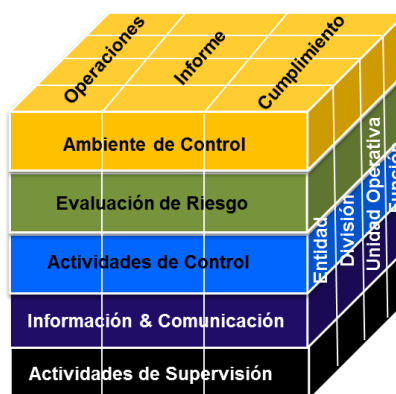 Operaciones
Informe
Cumplimiento
Ambiente de Control
Evaluación de Riesgo
Actividades de Control
Información & Comunicación
Actividades de Supervisión
Entidad
División
Unidad Operativa
Función